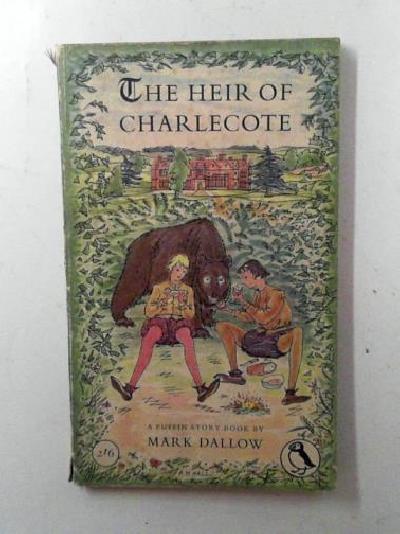 THE HEIR OF
CHARLECOTE
A PUFFIN STORY BOOK BY
MARK DALLOW
2/6